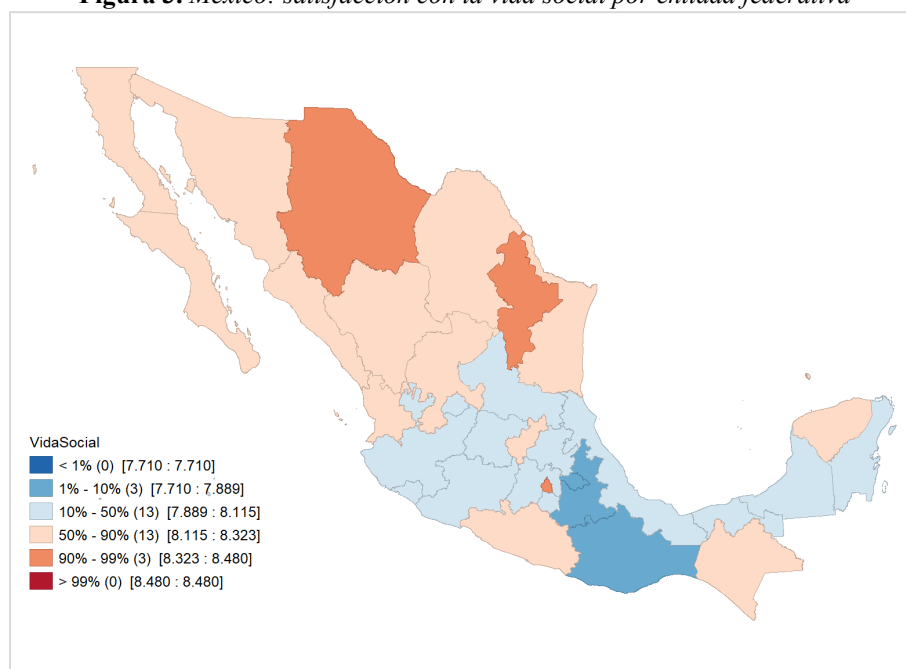 Figura 3. México: satisfacción con la vida social por entidad federativa
VidaSocial
< 1% (0) [7.710 : 7.710]
1% - 10% (3) [7.710 : 7.889]
10% - 50% (13) [7.889 : 8.115]
50% - 90% (13) [8.115 : 8.323]
90% - 99% (3) [8.323 : 8.480]
> 99% (0) [8.480 : 8.480]